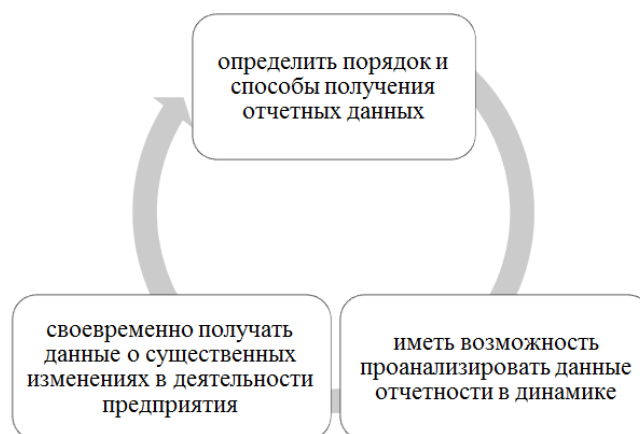 определить порядок и
способы получения
отчетных данных
своевременно получать
данные о существенных
изменениях в деятельности
предприятия
иметь возможность
проанализировать данные
отчетности в динамике